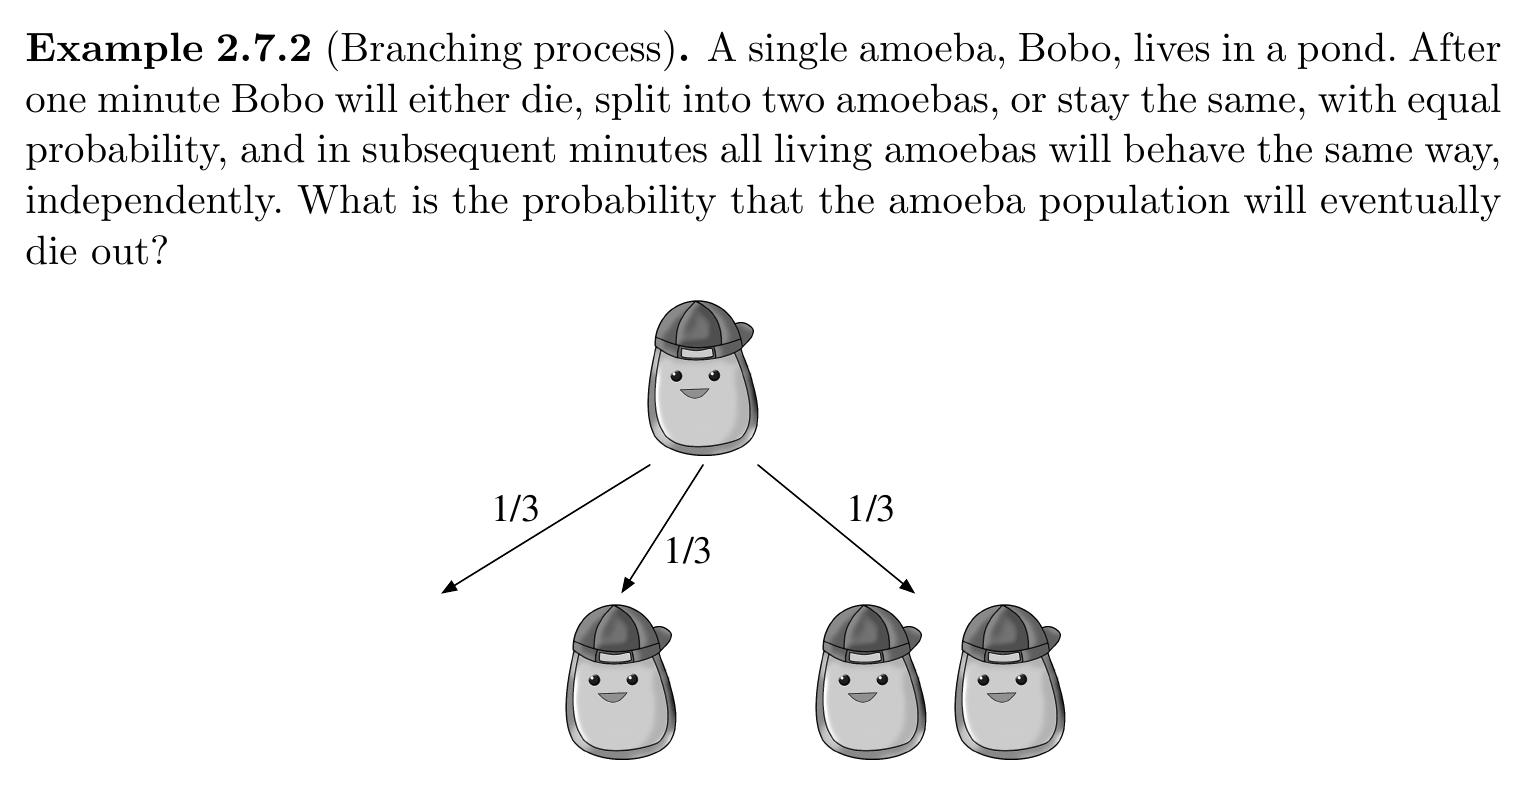 Example 2.7.2 (Branching process). A single amoeba, Bobo, lives in a pond. After
one minute Bobo will either die, split into two amoebas, or stay the same, with equal
probability, and in subsequent minutes all living amoebas will behave the same way,
independently. What is the probability that the amoeba population will eventually
die out?
1/3
1/3
1/3